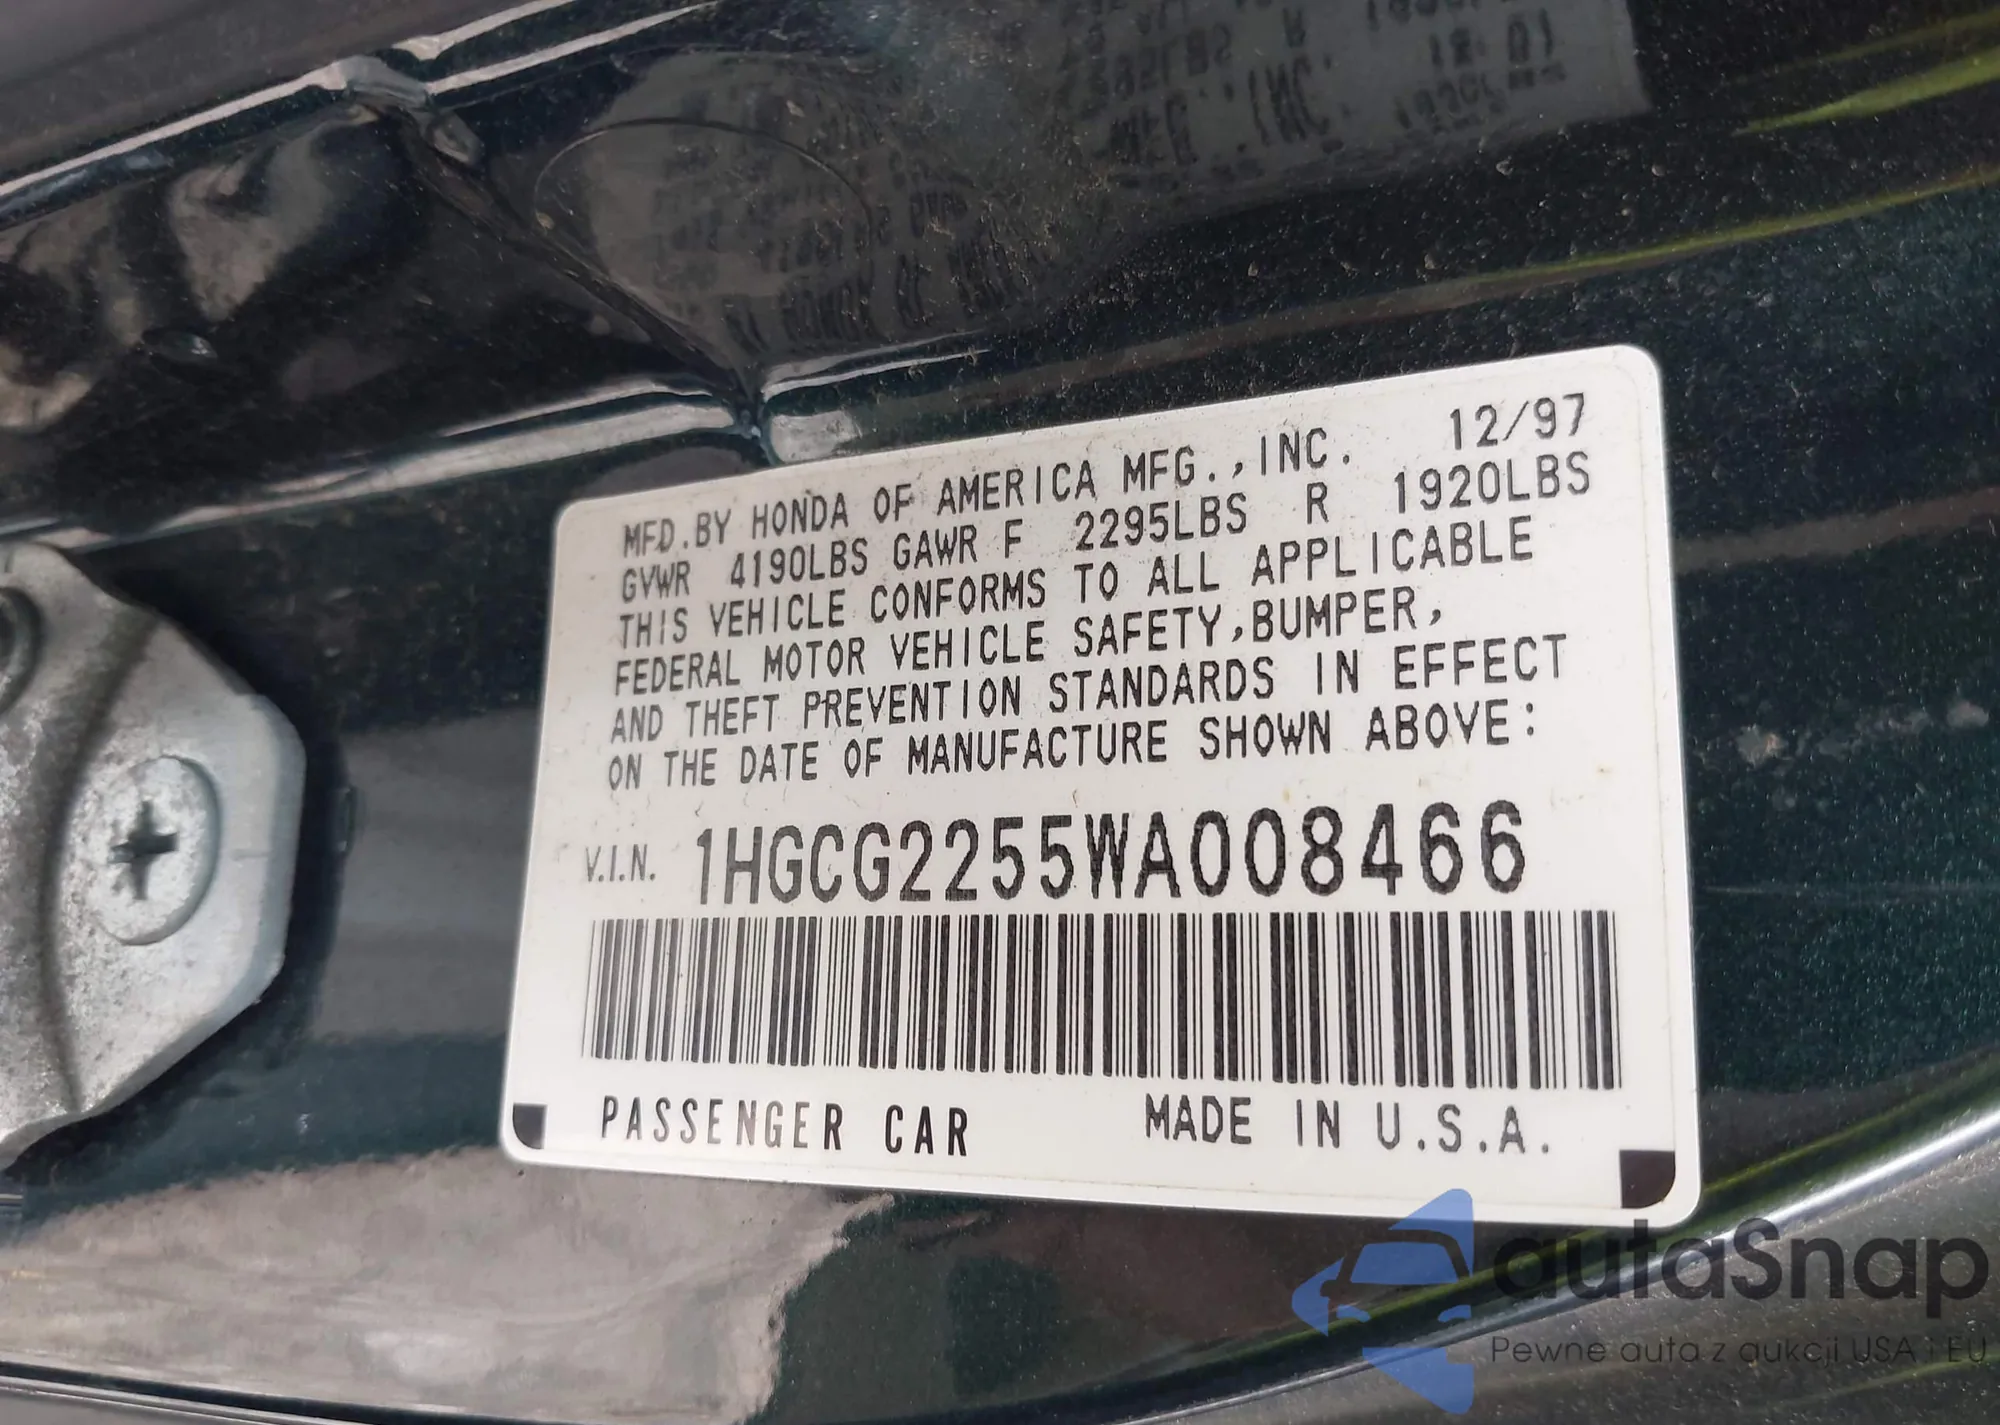 MFD.BY HONDA OF AMERICA MFG.,INC. 12/97
GVWR 4190LBS GAWR F 2295LBS R 1920LBS
THIS VEHICLE CONFORMS TO ALL APPLICABLE
FEDERAL MOTOR VEHICLE SAFETY,BUMPER,
AND THEFT PREVENTION STANDARDS IN EFFECT
ON THE DATE OF MANUFACTURE SHOWN ABOVE:
V.I.N. 1HGCG2255WA008466
PASSENGER CAR MADE IN U.S.A.
autaSnap
Pewne auta z aukcji USA i EU